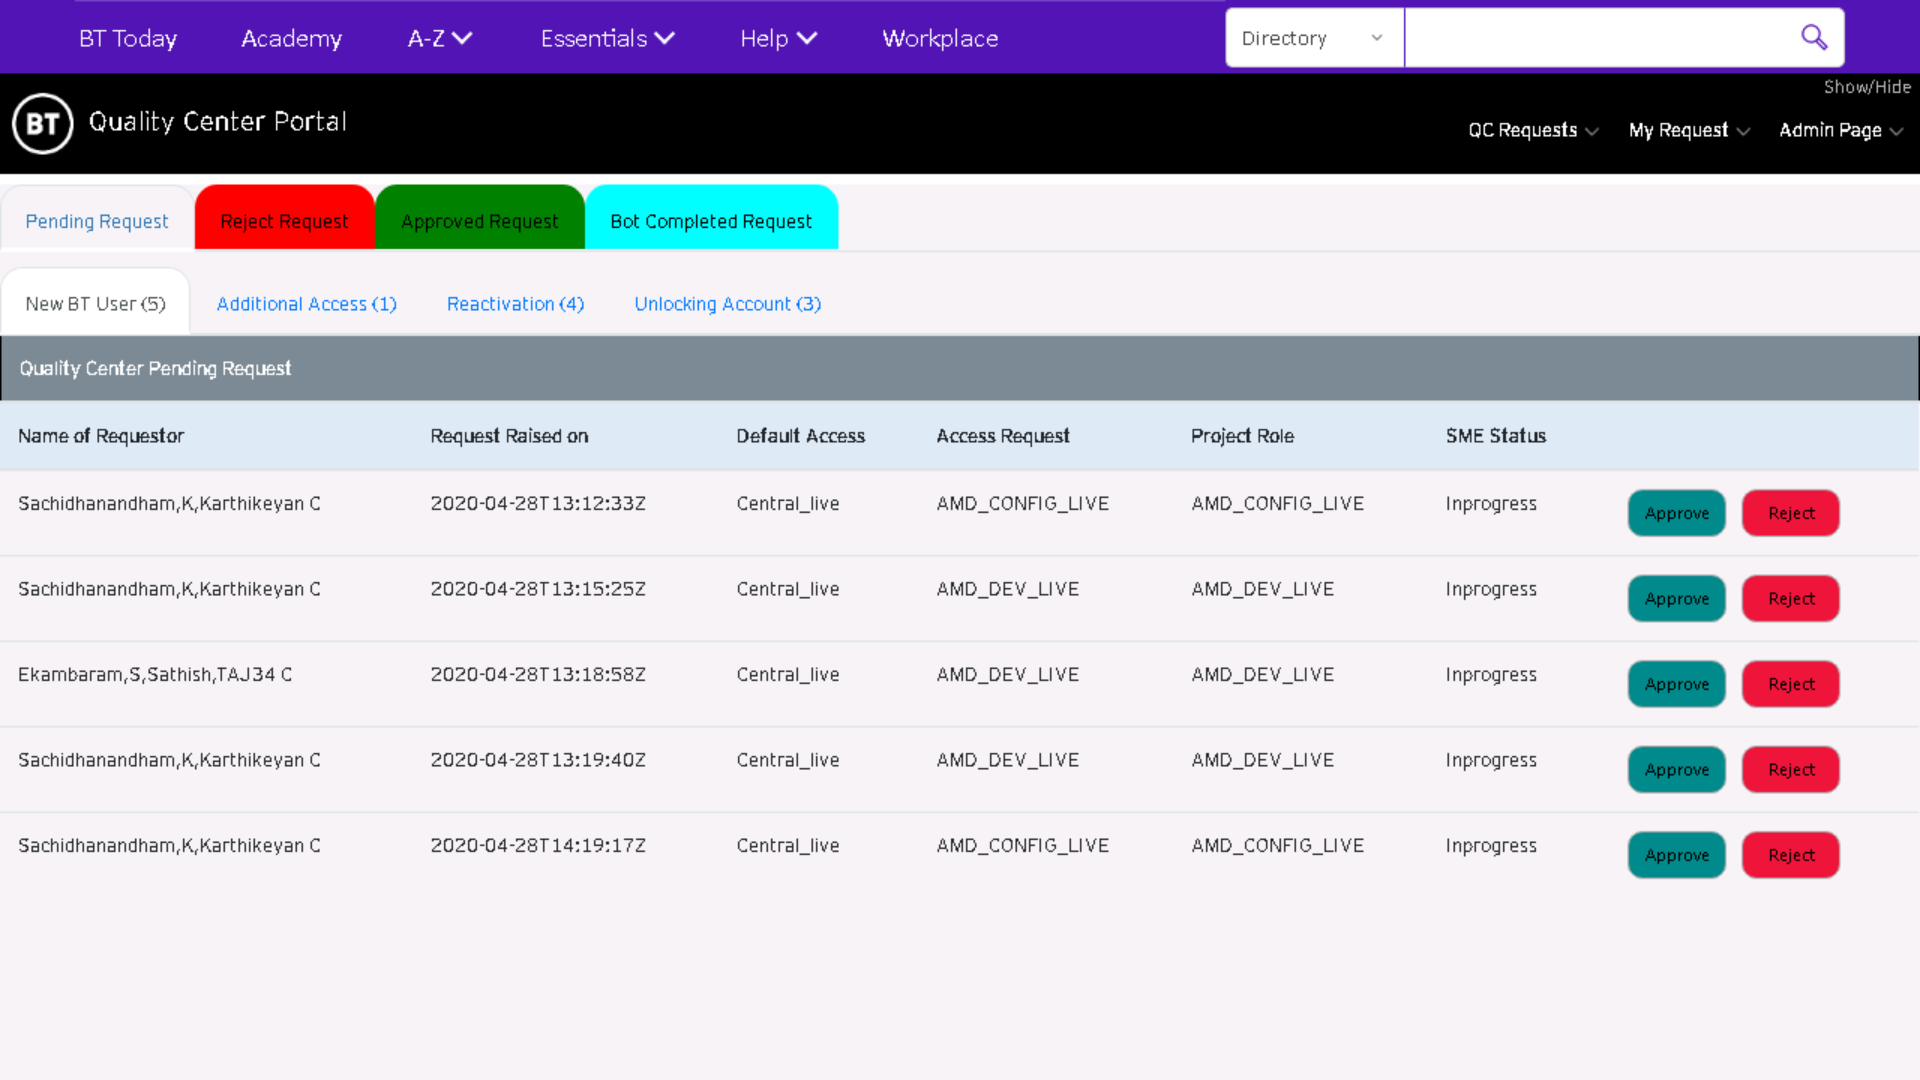 BT Today Academy A-Z Essentials Help Workplace Directory
Show/Hide
BT Quality Center Portal QC Requests My Request Admin Page
Pending Request Reject Request Approved Request Bot Completed Request
New BT User (5) Additional Access (1) Reactivation (4) Unlocking Account (3)
Quality Center Pending Request
Name of Requestor Request Raised on Default Access Access Request Project Role SME Status
Sachidhanandham,K,Karthikeyan C 2020-04-28T13:12:33Z Central_live AMD_CONFIG_LIVE AMD_CONFIG_LIVE Inprogress Approve Reject
Sachidhanandham,K,Karthikeyan C 2020-04-28T13:15:25Z Central_live AMD_DEV_LIVE AMD_DEV_LIVE Inprogress Approve Reject
Ekambaram,S,Sathish,TAJ34 C 2020-04-28T13:18:58Z Central_live AMD_DEV_LIVE AMD_DEV_LIVE Inprogress Approve Reject
Sachidhanandham,K,Karthikeyan C 2020-04-28T13:19:40Z Central_live AMD_DEV_LIVE AMD_DEV_LIVE Inprogress Approve Reject
Sachidhanandham,K,Karthikeyan C 2020-04-28T14:19:17Z Central_live AMD_CONFIG_LIVE AMD_CONFIG_LIVE Inprogress Approve Reject